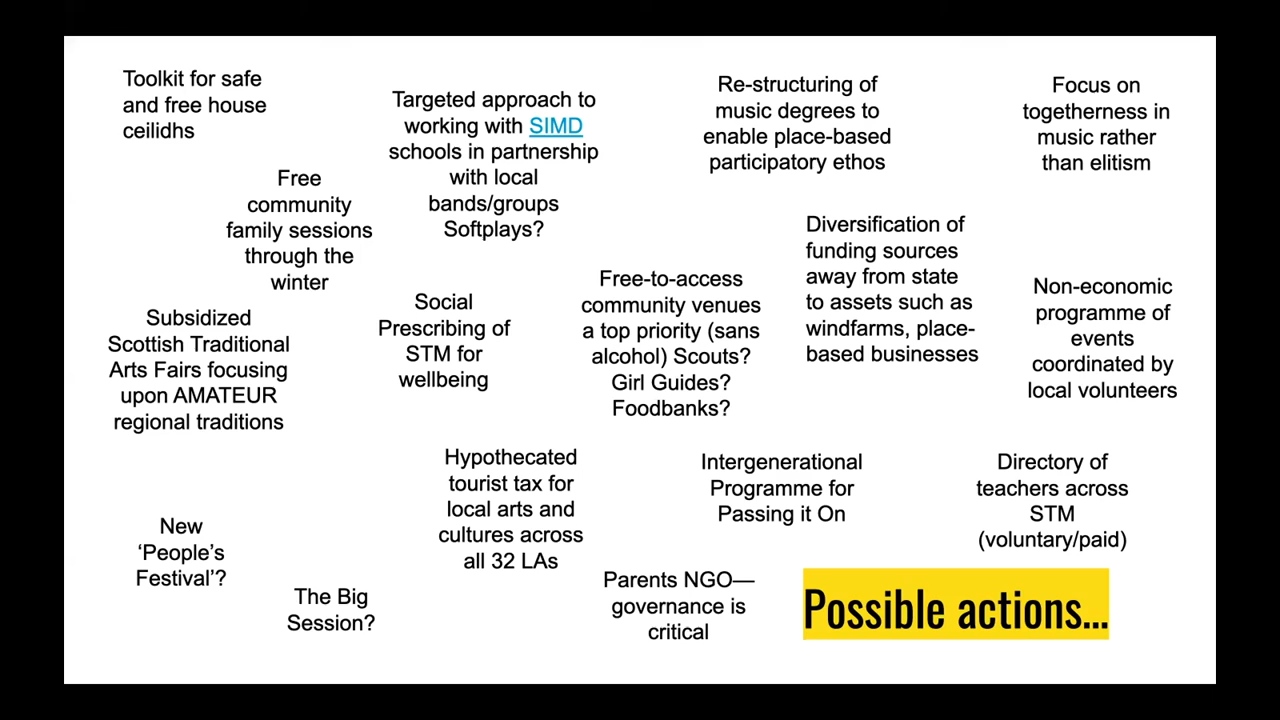 Toolkit for safe
and free house
ceilidhs
Targeted approach to
working with SIMD
schools in partnership
with local
bands/groups
Softplays?
Re-structuring of
music degrees to
enable place-based
participatory ethos
Focus on
togetherness in
music rather
than elitism
Free
community
family sessions
through the
winter
Diversification of
funding sources
away from state
to assets such as
windfarms, place-
based businesses
Subsidized
Scottish Traditional
Arts Fairs focusing
upon AMATEUR
regional traditions
Social
Prescribing of
STM for
wellbeing
Free-to-access
community venues
a top priority (sans
alcohol) Scouts?
Girl Guides?
Foodbanks?
Non-economic
programme of
events
coordinated by
local volunteers
Hypothecated
tourist tax for
local arts and
cultures across
all 32 LAs
Intergenerational
Programme for
Passing it On
Directory of
teachers across
STM
(voluntary/paid)
New
‘People’s
Festival’?
The Big
Session?
Parents NGO—
governance is
critical
Possible actions...